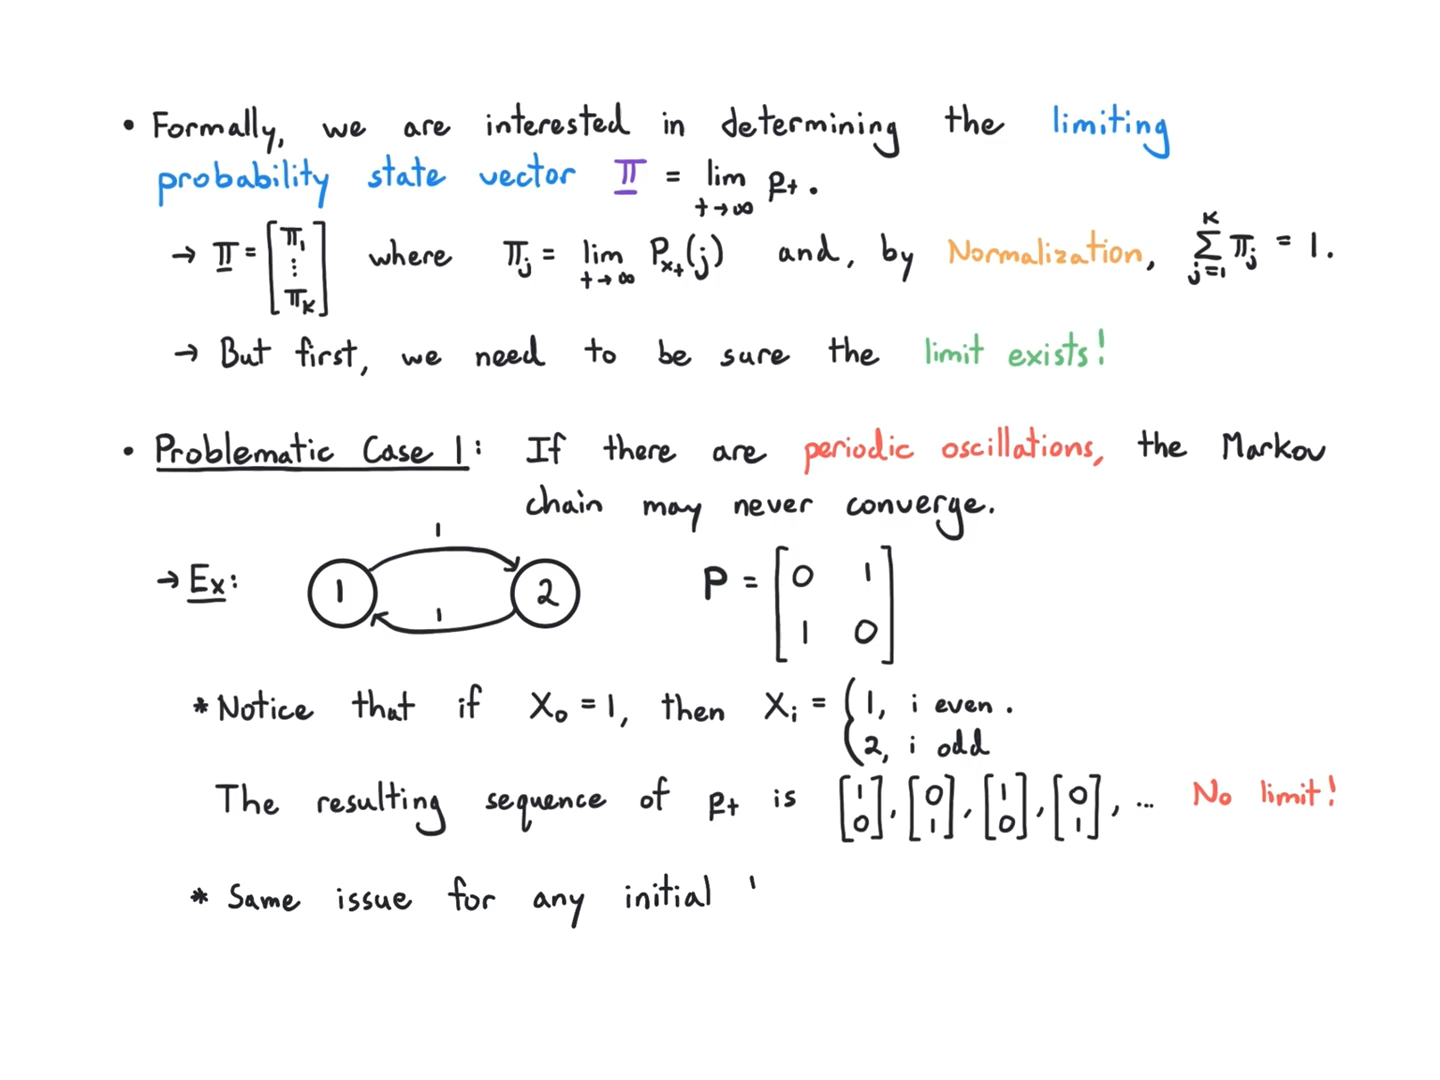 • Formally, we are interested in determining the limiting
probability state vector π = lim t→∞ p_t.
→ π = [π_1 ⋮ π_K] where π_j = lim t→∞ P_{X_t}(j) and, by Normalization, Σ_{j=1}^{K} π_j = 1.
→ But first, we need to be sure the limit exists!
• Problematic Case 1: If there are periodic oscillations, the Markov
chain may never converge.
→ Ex: 1 2 1 1 P = [0 1; 1 0]
* Notice that if X_0 = 1, then X_i = { 1, i even.
2, i odd
The resulting sequence of p_t is [1 0], [0 1], [1 0], [0 1], ... No limit!
* Same issue for any initial